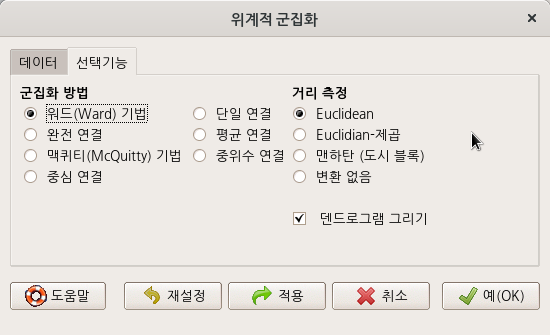 위계적 군집화
데이터 선택기능
군집화 방법 거리 측정
워드(Ward) 기법 단일 연결 Euclidean
완전 연결 평균 연결 Euclidian-제곱
맥퀴티(McQuitty) 기법 중위수 연결 맨하탄 (도시 블록)
중심 연결 변환 없음
덴드로그램 그리기
도움말 재설정 적용 취소 예(OK)